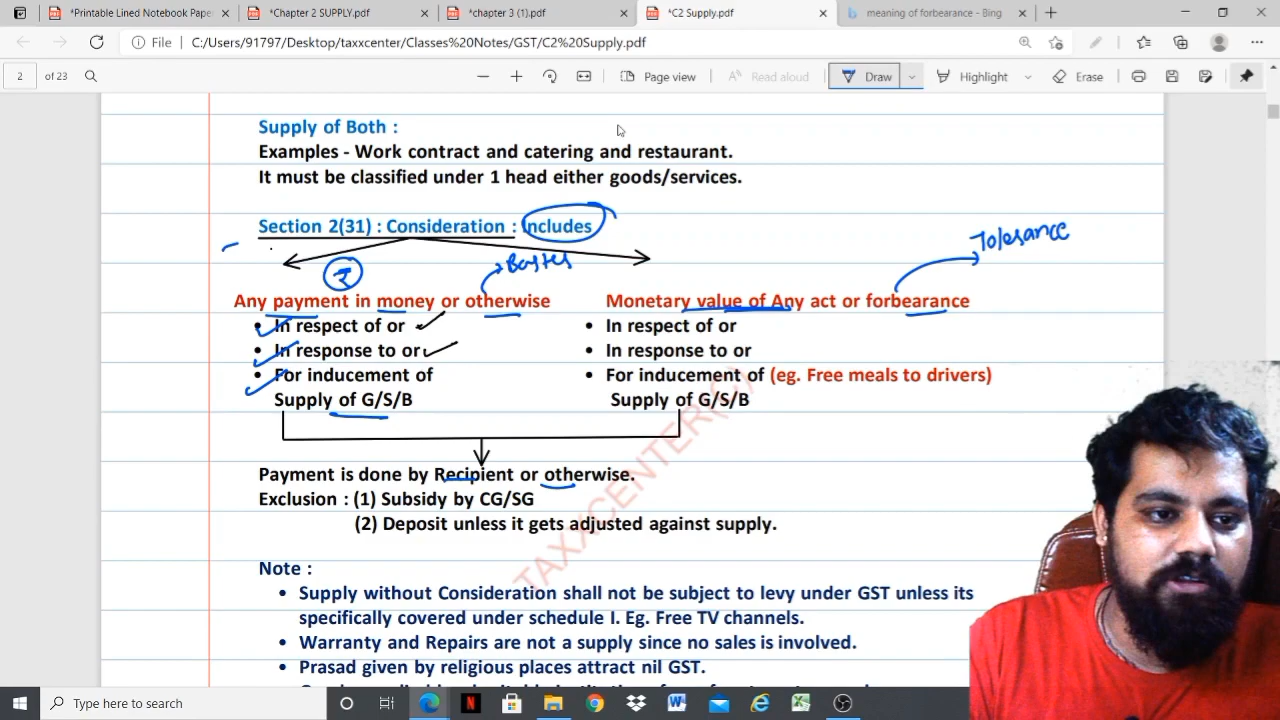 *Printed Lined Notebook Pape
*Chapter 2 SUPPLY.pdf
*chapter 3 (1).pdf
*C2 Supply.pdf
meaning of forbearance - Bing
File
C:/Users/91797/Desktop/taxxcenter/Classes%20Notes/GST/C2%20Supply.pdf
2 of 23
Page view
Read aloud
Draw
Highlight
Erase
Supply of Both :
Examples - Work contract and catering and restaurant.
It must be classified under 1 head either goods/services.
Section 2(31) : Consideration : Includes
Tolerance
₹
Any payment in money or otherwise
Monetary value of Any act or forbearance
• In respect of or
• In respect of or
• In response to or
• In response to or
• For inducement of
• For inducement of (eg. Free meals to drivers)
Supply of G/S/B
Supply of G/S/B
Payment is done by Recipient or otherwise.
Exclusion : (1) Subsidy by CG/SG
(2) Deposit unless it gets adjusted against supply.
TAXXCENTER(C)
Note :
• Supply without Consideration shall not be subject to levy under GST unless its
specifically covered under schedule I. Eg. Free TV channels.
• Warranty and Repairs are not a supply since no sales is involved.
• Prasad given by religious places attract nil GST.
Type here to search